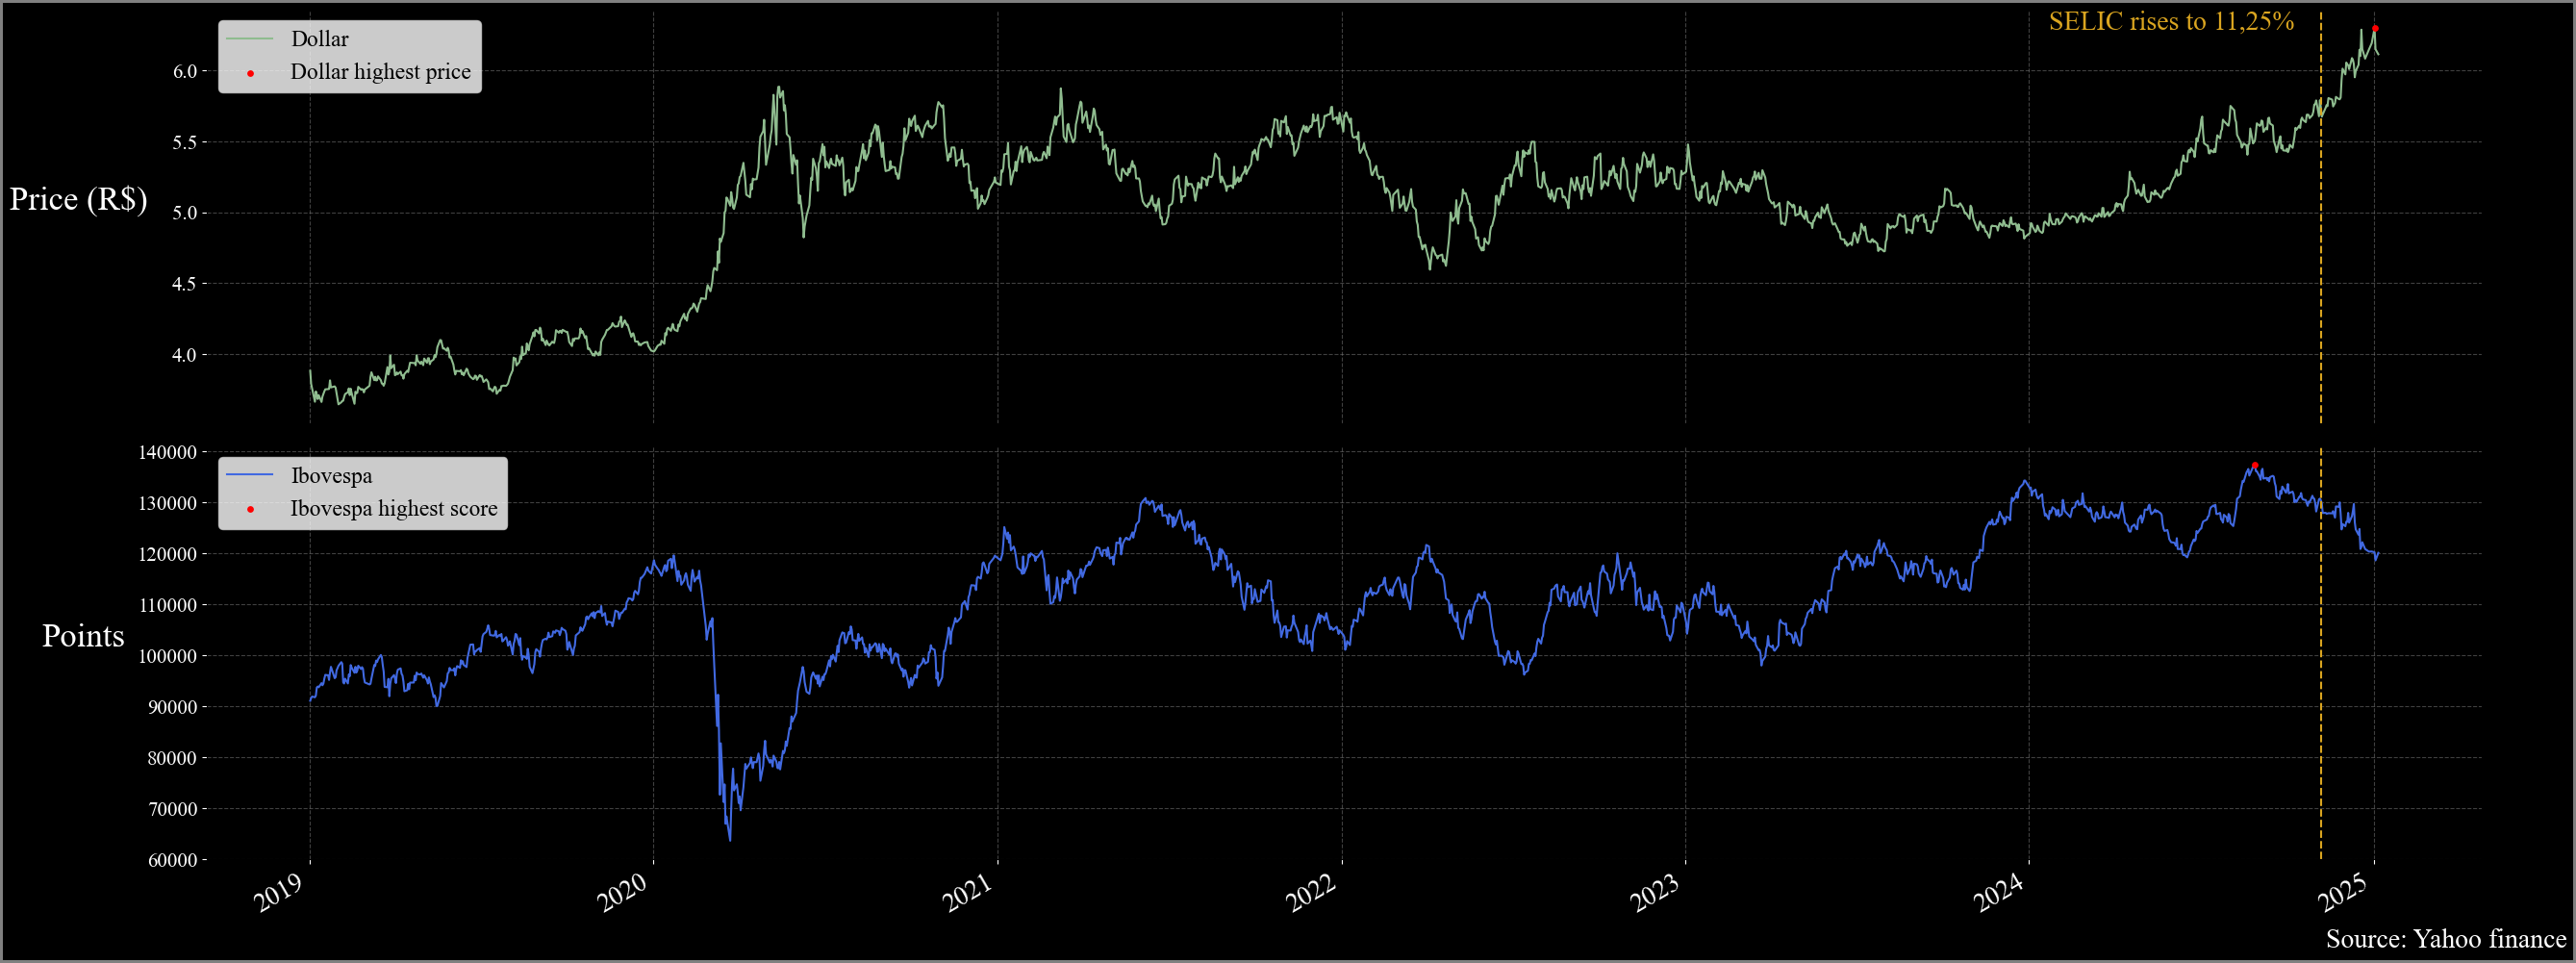 SELIC rises to 11,25%
Dollar
Dollar highest price
6.0
5.5
Price (R$)
5.0
4.5
4.0
140000
Ibovespa
130000
Ibovespa highest score
120000
110000
Points
100000
90000
80000
70000
60000
2019 2020 2021 2022 2023 2024 2025
Source: Yahoo finance